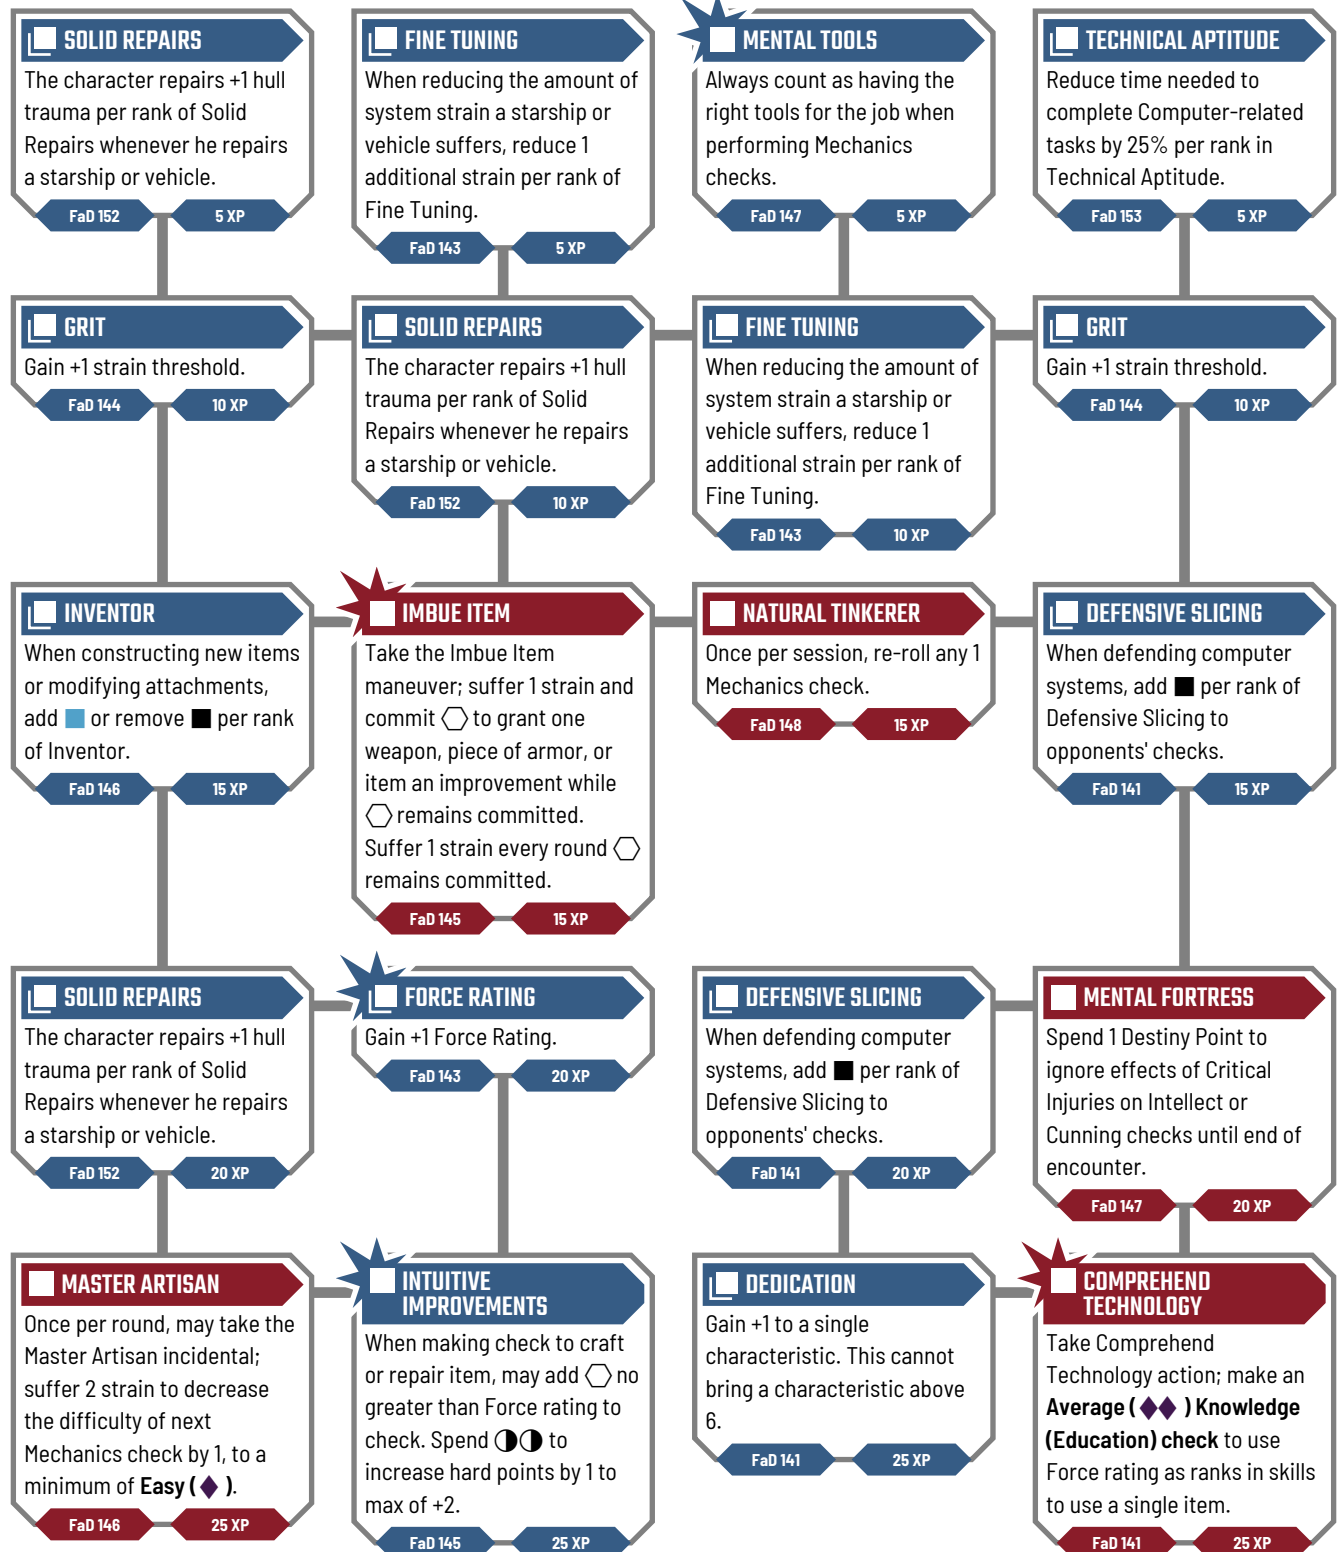 SOLID REPAIRS
The character repairs +1 hull
trauma per rank of Solid
Repairs whenever he repairs
a starship or vehicle.
FaD 152
5 XP
FINE TUNING
When reducing the amount of
system strain a starship or
vehicle suffers, reduce 1
additional strain per rank of
Fine Tuning.
FaD 143
5 XP
MENTAL TOOLS
Always count as having the
right tools for the job when
performing Mechanics
checks.
FaD 147
5 XP
TECHNICAL APTITUDE
Reduce time needed to
complete Computer-related
tasks by 25% per rank in
Technical Aptitude.
FaD 153
5 XP
GRIT
Gain +1 strain threshold.
FaD 144
10 XP
SOLID REPAIRS
The character repairs +1 hull
trauma per rank of Solid
Repairs whenever he repairs
a starship or vehicle.
FaD 152
10 XP
FINE TUNING
When reducing the amount of
system strain a starship or
vehicle suffers, reduce 1
additional strain per rank of
Fine Tuning.
FaD 143
10 XP
GRIT
Gain +1 strain threshold.
FaD 144
10 XP
INVENTOR
When constructing new items
or modifying attachments,
add or remove per rank
of Inventor.
FaD 146
15 XP
IMBUE ITEM
Take the Imbue Item
maneuver; suffer 1 strain and
commit to grant one
weapon, piece of armor, or
item an improvement while
remains committed.
Suffer 1 strain every round
remains committed.
FaD 145
15 XP
NATURAL TINKERER
Once per session, re-roll any 1
Mechanics check.
FaD 148
15 XP
DEFENSIVE SLICING
When defending computer
systems, add per rank of
Defensive Slicing to
opponents' checks.
FaD 141
15 XP
SOLID REPAIRS
The character repairs +1 hull
trauma per rank of Solid
Repairs whenever he repairs
a starship or vehicle.
FaD 152
20 XP
FORCE RATING
Gain +1 Force Rating.
FaD 143
20 XP
DEFENSIVE SLICING
When defending computer
systems, add per rank of
Defensive Slicing to
opponents' checks.
FaD 141
20 XP
MENTAL FORTRESS
Spend 1 Destiny Point to
ignore effects of Critical
Injuries on Intellect or
Cunning checks until end of
encounter.
FaD 147
20 XP
MASTER ARTISAN
Once per round, may take the
Master Artisan incidental;
suffer 2 strain to decrease
the difficulty of next
Mechanics check by 1, to a
minimum of Easy ( ).
FaD 146
25 XP
INTUITIVE
IMPROVEMENTS
When making check to craft
or repair item, may add no
greater than Force rating to
check. Spend to
increase hard points by 1 to
max of +2.
FaD 145
25 XP
DEDICATION
Gain +1 to a single
characteristic. This cannot
bring a characteristic above
6.
FaD 141
25 XP
COMPREHEND
TECHNOLOGY
Take Comprehend
Technology action; make an
Average ( ) Knowledge
(Education) check to use
Force rating as ranks in skills
to use a single item.
FaD 141
25 XP